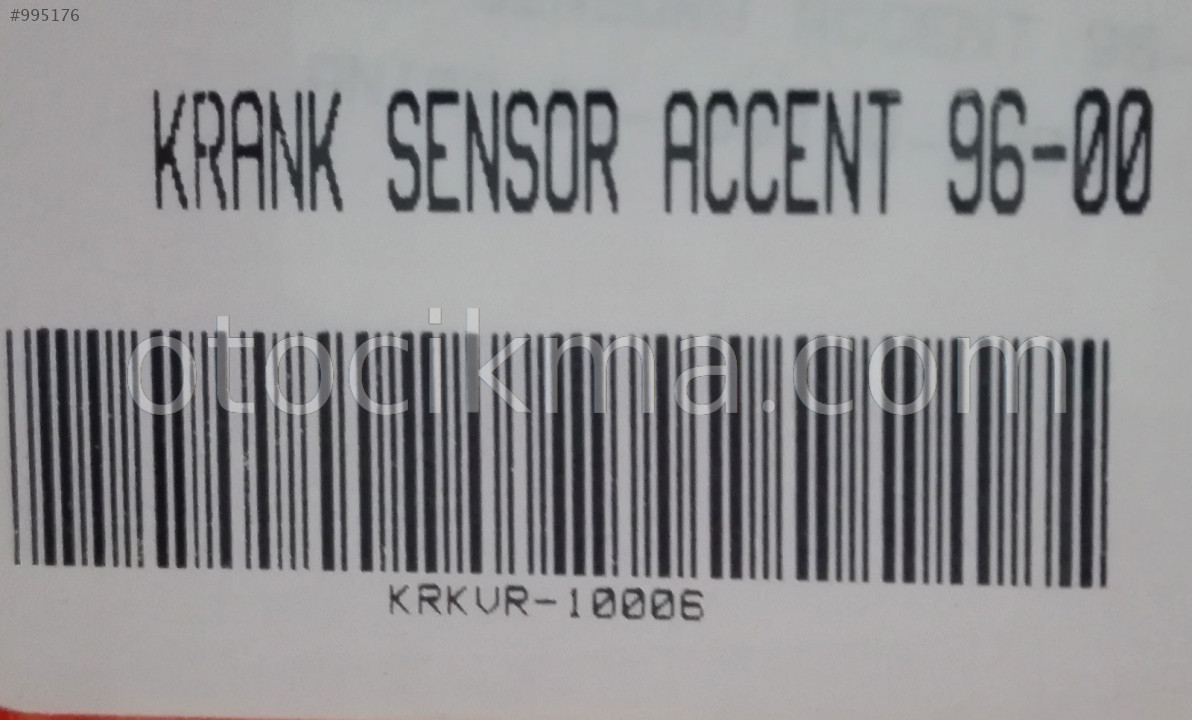 #995176
KRANK SENSOR ACCENT 96-00
otocikma.com
KRKVR-10006